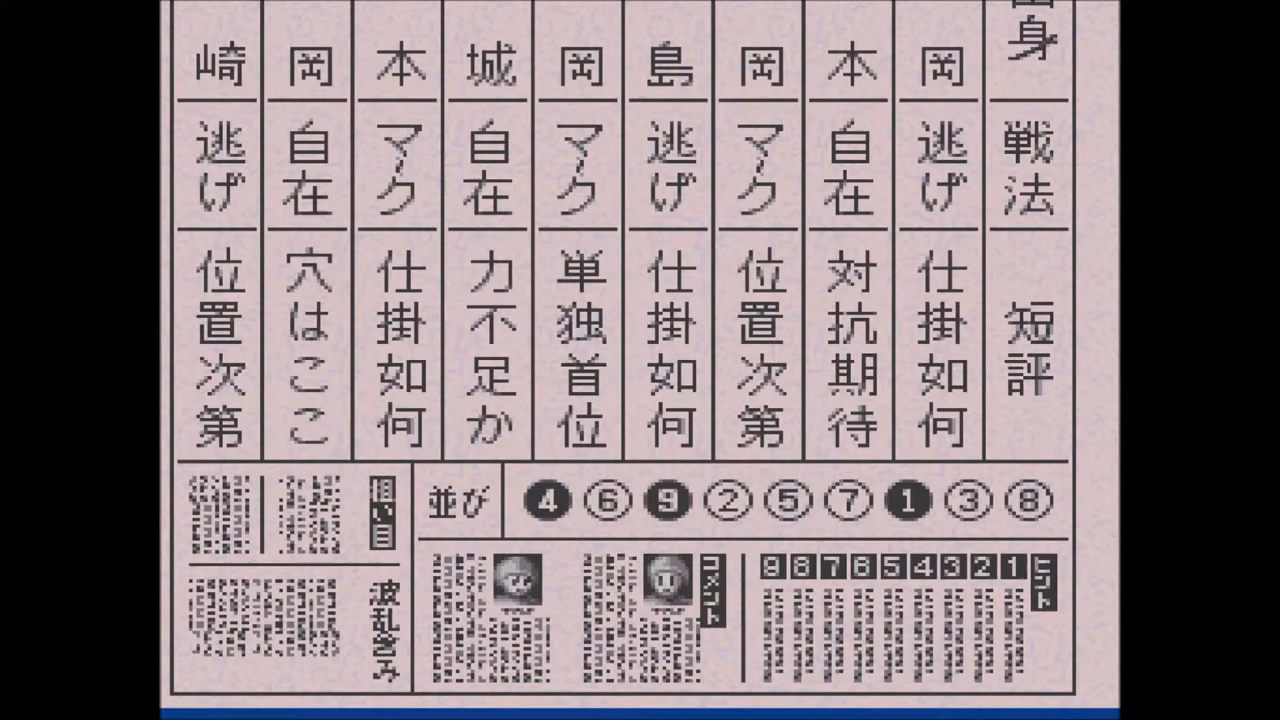 身 戦法 短評
岡 逃げ 仕掛如何
本 自在 対抗期待
岡 マーク 位置次第
島 逃げ 仕掛如何
岡 マーク 単独首位
城 自在 力不足か
本 マーク 仕掛如何
岡 自在 穴はここ
崎 逃げ 位置次第
並び 4 6 9 2 5 7 1 3 8
ヒント
9 8 7 6 5 4 3 2 1
コメント
狙い目
波乱含み